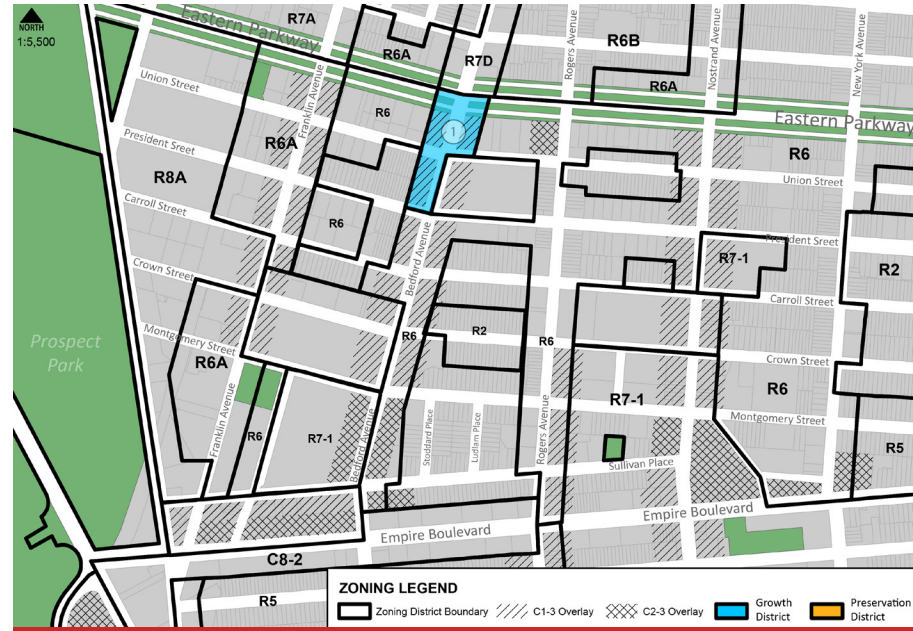 NORTH
1:5,500
R7A
Eastern Parkway
R6A
R7D
Rogers Avenue
R6B
Nostrand Avenue
New York Avenue
R6A
Union Street
Franklin Avenue
R6
1
Eastern Parkway
R6A
R6
President Sreet
Union Street
R8A
Carroll Street
R6
Bedford Avenue
President Sreet
R7-1
R2
Crown Street
Carroll Street
Montgomery Street
R6
R2
R6
Crown Street
Prospect
Park
R6A
R6
R7-1
Franklin Avenue
R6
R7-1
Bedford Avenue
Stoddard Place
Ludlam Place
Rogers Avenue
Montgomery Street
R5
Sullivan Place
Empire Boulevard
Empire Boulevard
C8-2
R5
ZONING LEGEND
Zoning District Boundary
C1-3 Overlay
C2-3 Overlay
Growth
District
Preservation
District